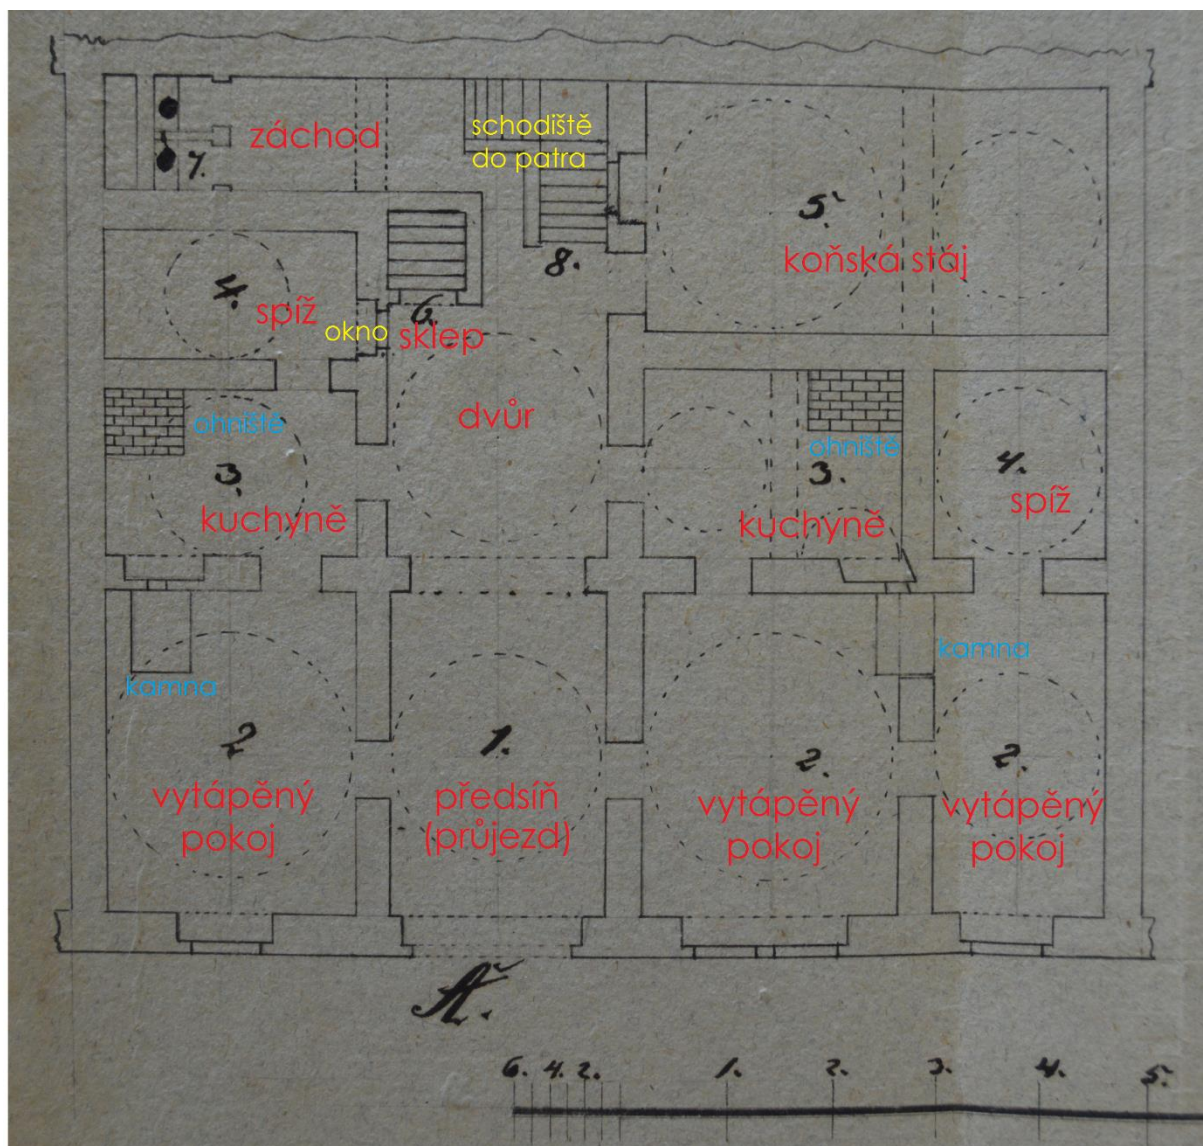 záchod
7.
schodiště
do patra
5.
koňská stáj
8.
4.
spíž
okno
6.
sklep
dvůr
ohniště
3.
kuchyně
ohniště
3.
kuchyně
4.
spíž
kamna
kamna
2
vytápěný
pokoj
1.
předsíň
(průjezd)
2.
vytápěný
pokoj
2.
vytápěný
pokoj
6. 4. 2. 1. 2. 3. 4. 5.